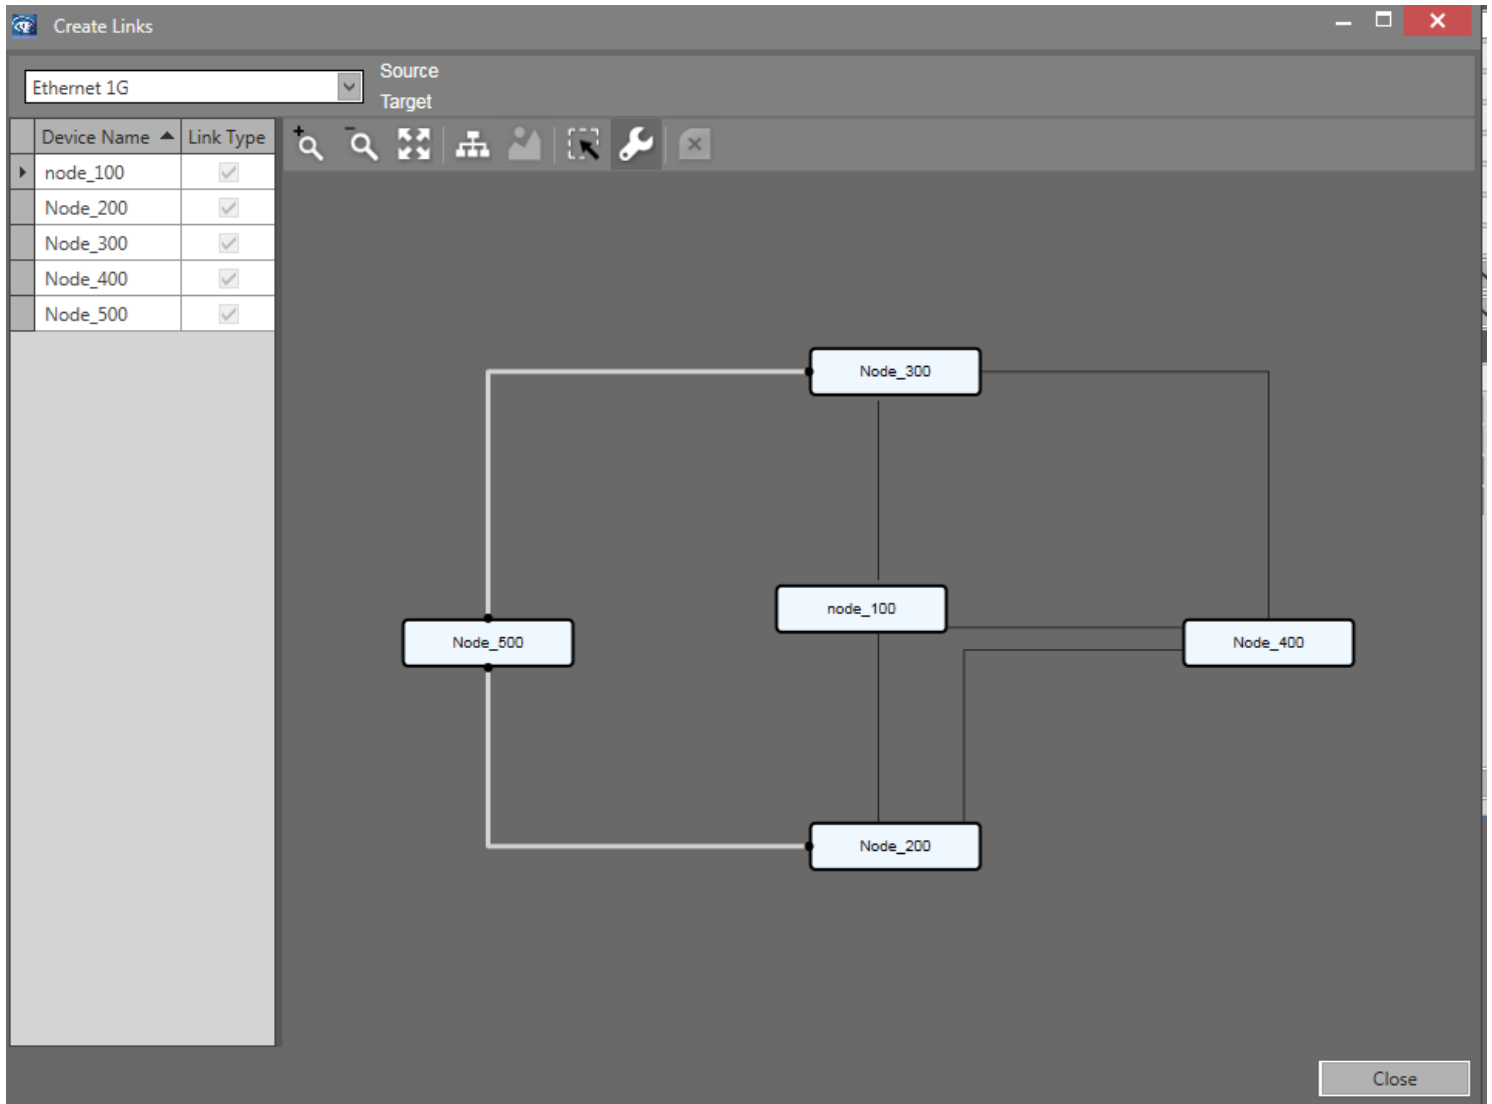 Create Links
Ethernet 1G
Source
Target
Device Name Link Type
node_100
Node_200
Node_300
Node_400
Node_500
Node_300
node_100
Node_500
Node_400
Node_200
Close